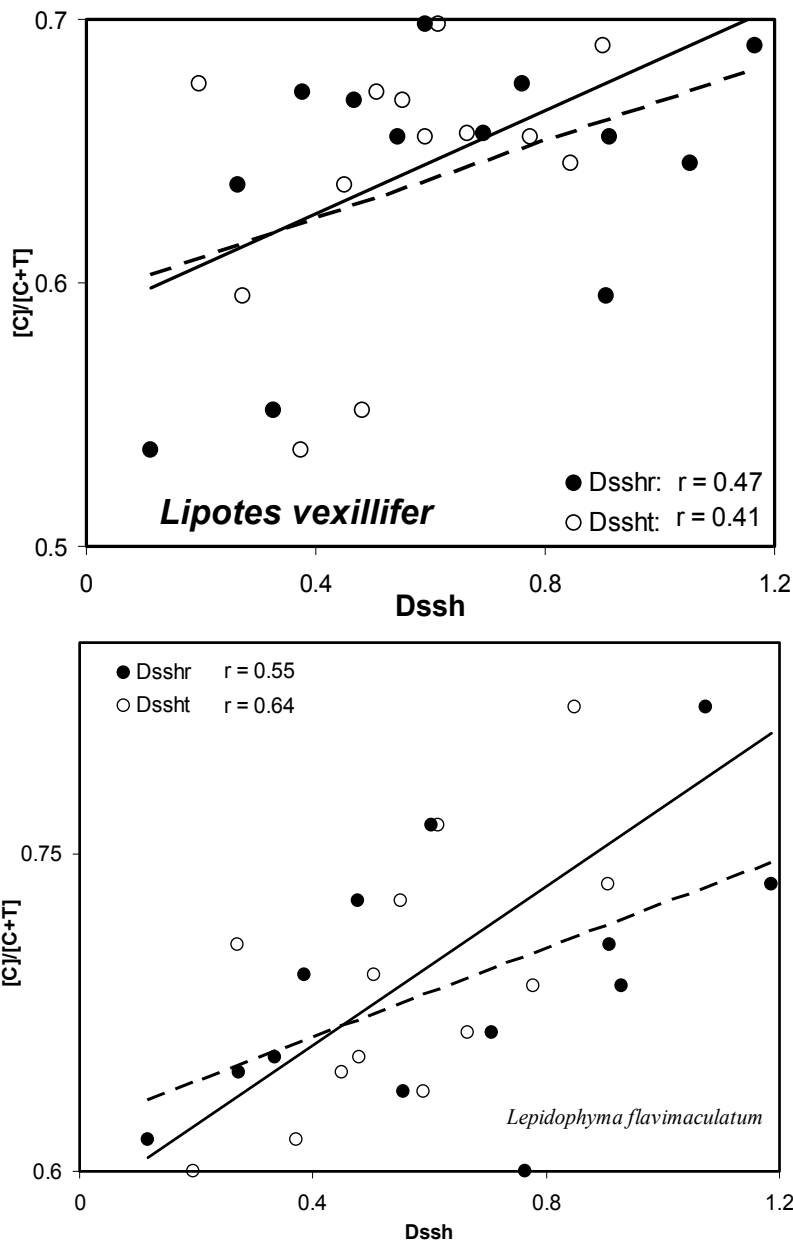 0.7
[C]/[C+T]
0.6
Dsshr: r = 0.47
Lipotes vexillifer
Dssht: r = 0.41
0.5
0 0.4 0.8 1.2
Dssh
Dsshr r = 0.55
Dssht r = 0.64
0.75
[C]/[C+T]
Lepidophyma flavimaculatum
0.6
0 0.4 0.8 1.2
Dssh